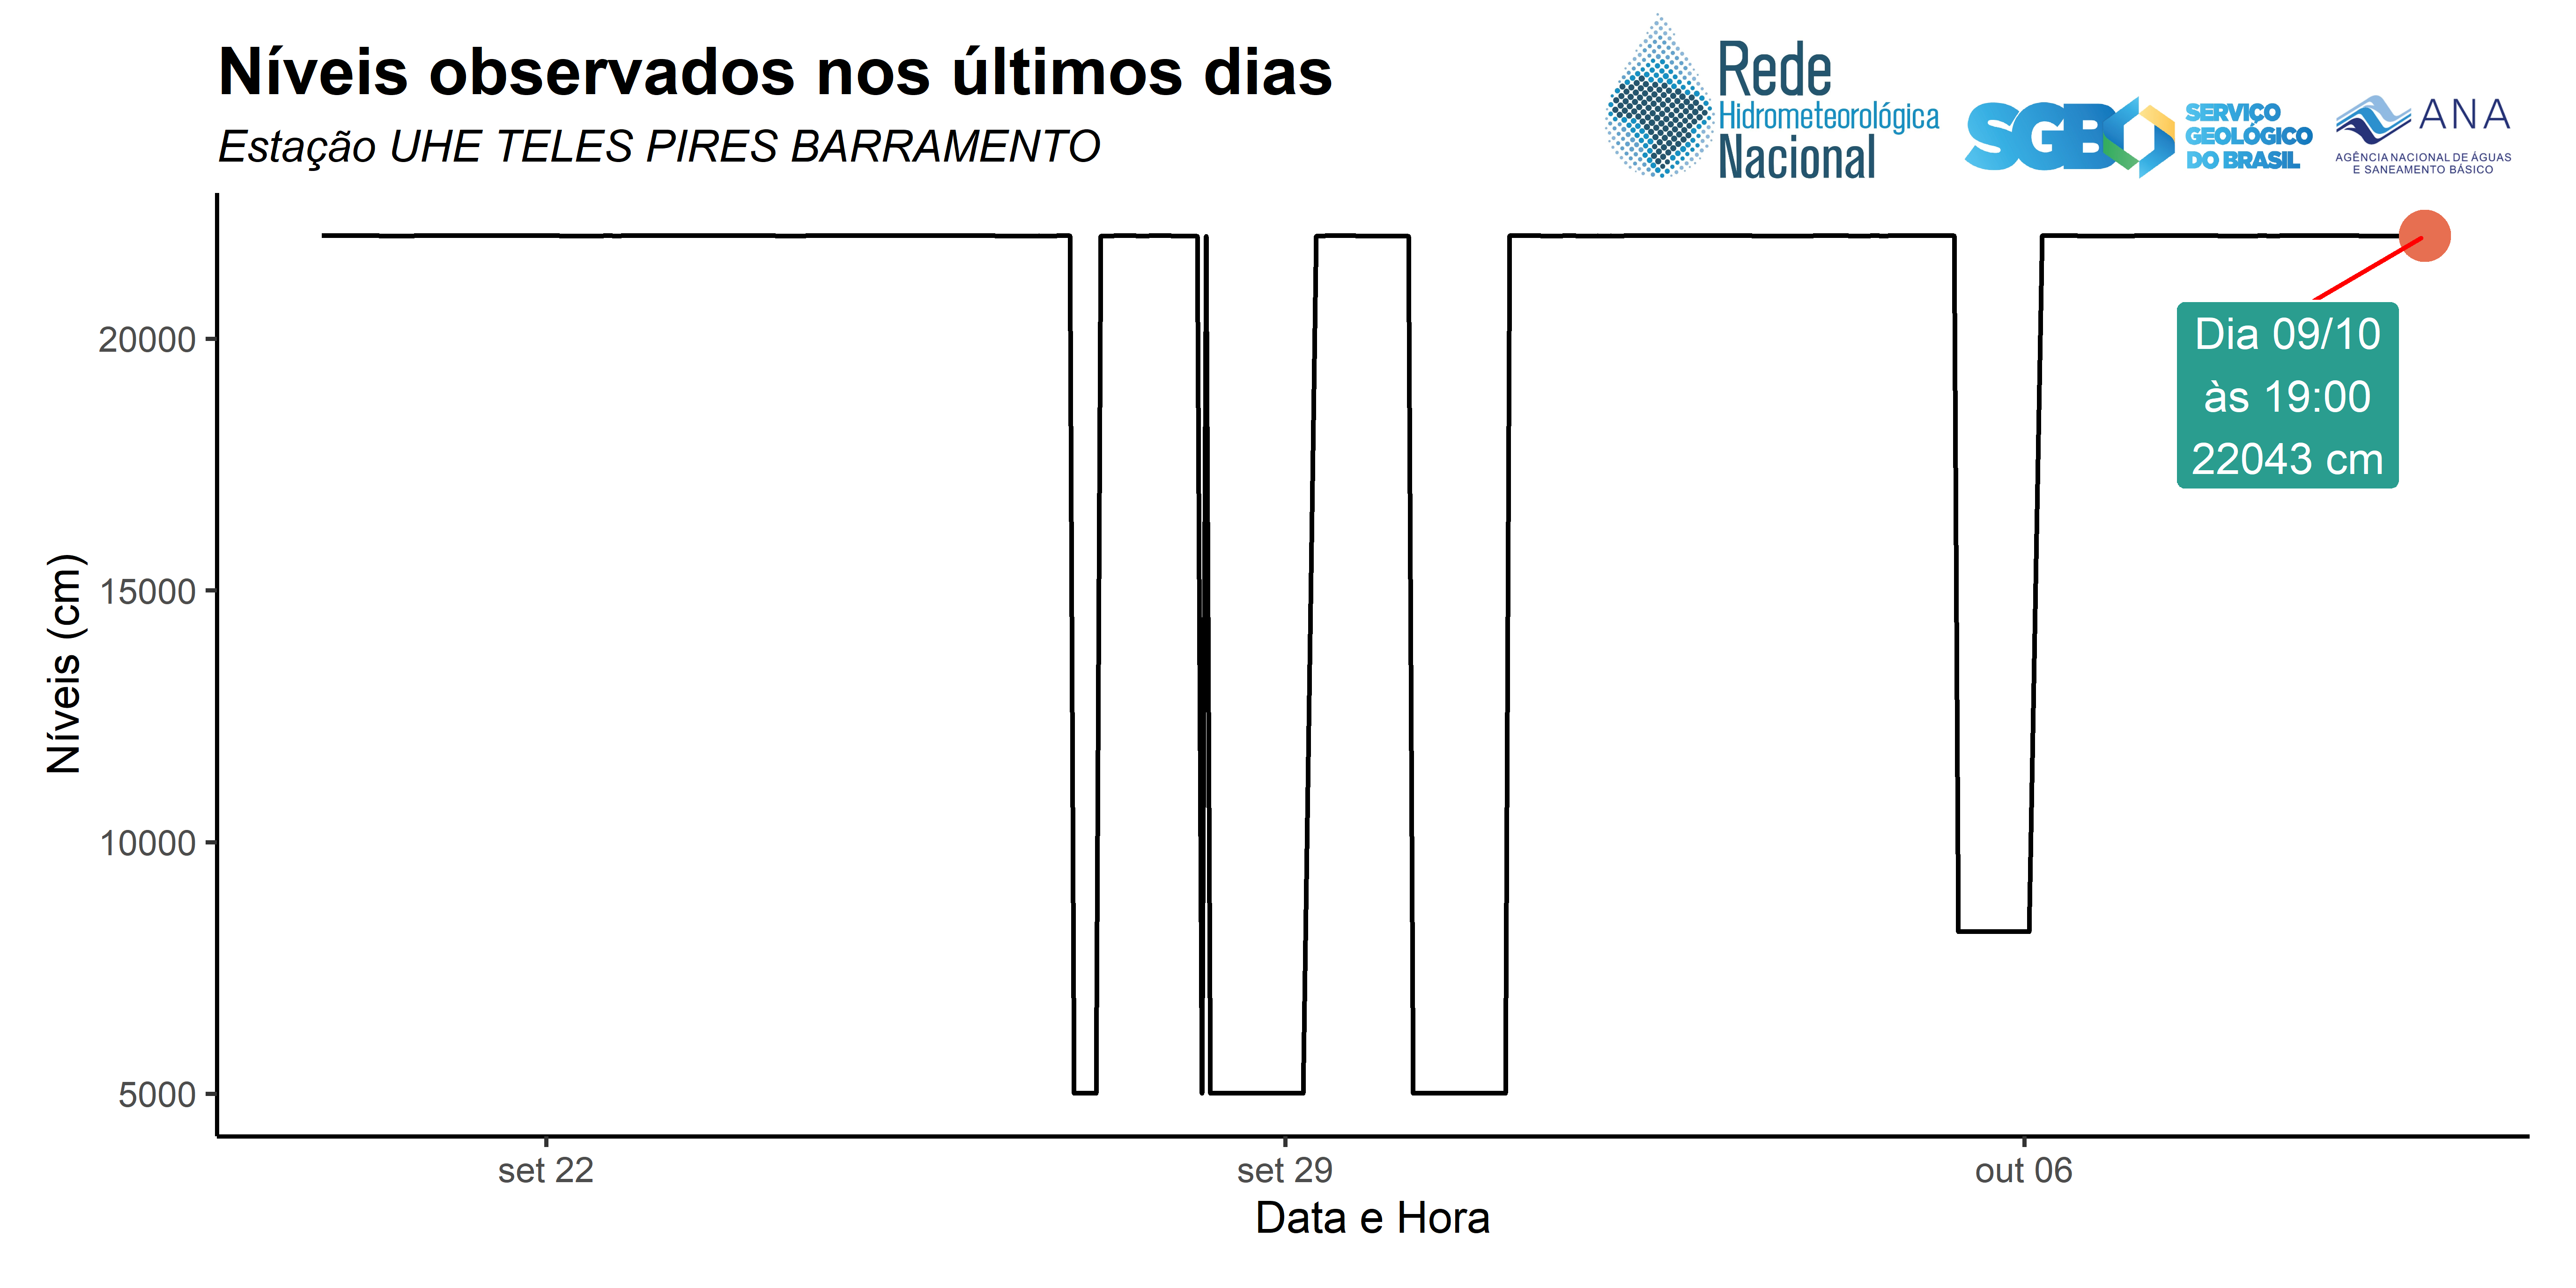 Níveis observados nos últimos dias
Estação UHE TELES PIRES BARRAMENTO
Rede
Hidrometeorológica
Nacional
SGB
SERVIÇO
GEOLÓGICO
DO BRASIL
ANA
AGÊNCIA NACIONAL DE ÁGUAS
E SANEAMENTO BÁSICO
Níveis (cm)
20000
15000
10000
5000
Dia 09/10
às 19:00
22043 cm
set 22
set 29
out 06
Data e Hora